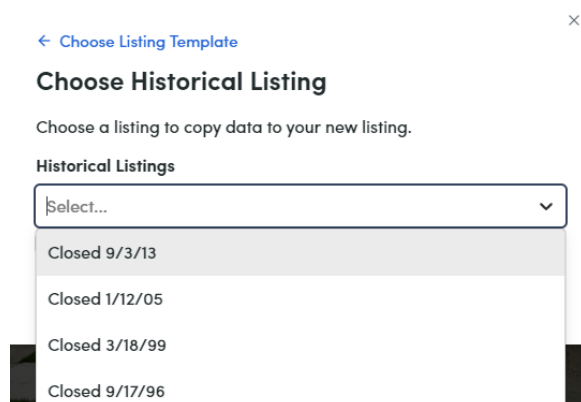 ← Choose Listing Template
Choose Historical Listing
Choose a listing to copy data to your new listing.
Historical Listings
Select...
Closed 9/3/13
Closed 1/12/05
Closed 3/18/99
Closed 9/17/96